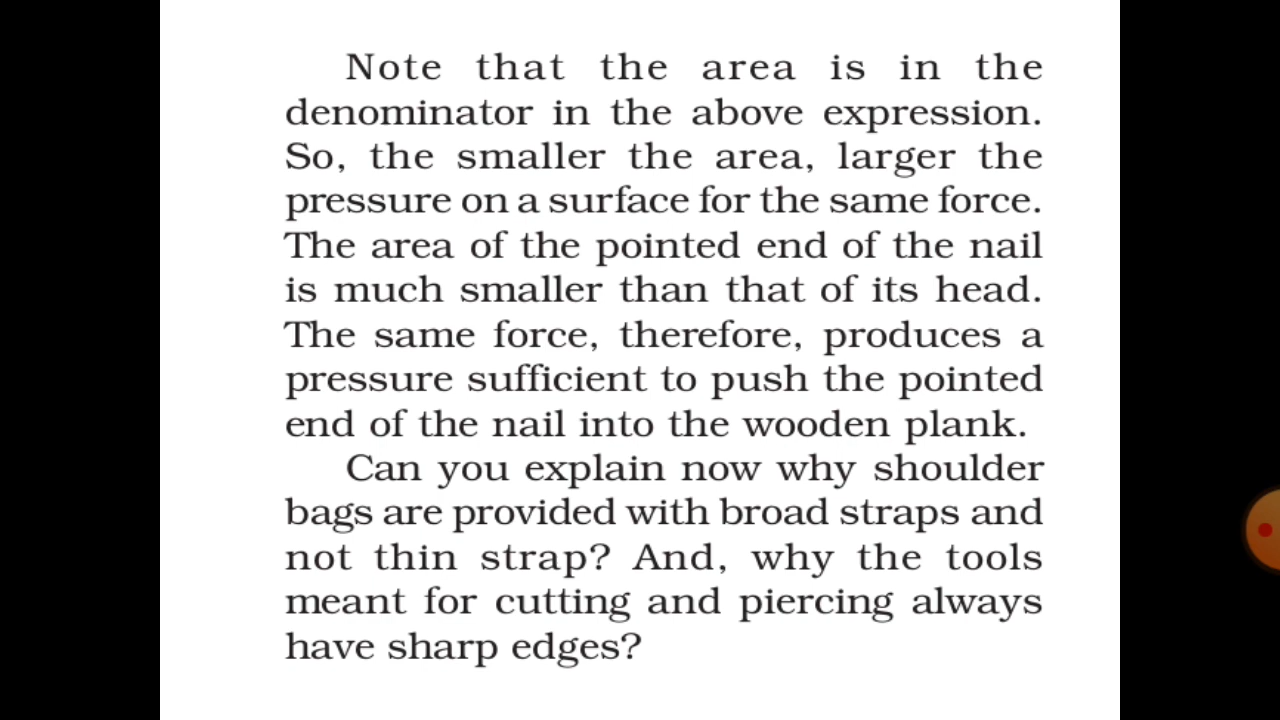 Note that the area is in the
denominator in the above expression.
So, the smaller the area, larger the
pressure on a surface for the same force.
The area of the pointed end of the nail
is much smaller than that of its head.
The same force, therefore, produces a
pressure sufficient to push the pointed
end of the nail into the wooden plank.
Can you explain now why shoulder
bags are provided with broad straps and
not thin strap? And, why the tools
meant for cutting and piercing always
have sharp edges?